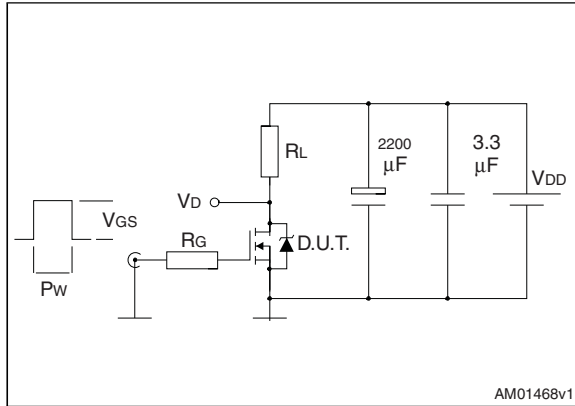 RL
2200
μF
3.3
μF
VDD
VD
VGS
RG
D.U.T.
PW
AM01468v1